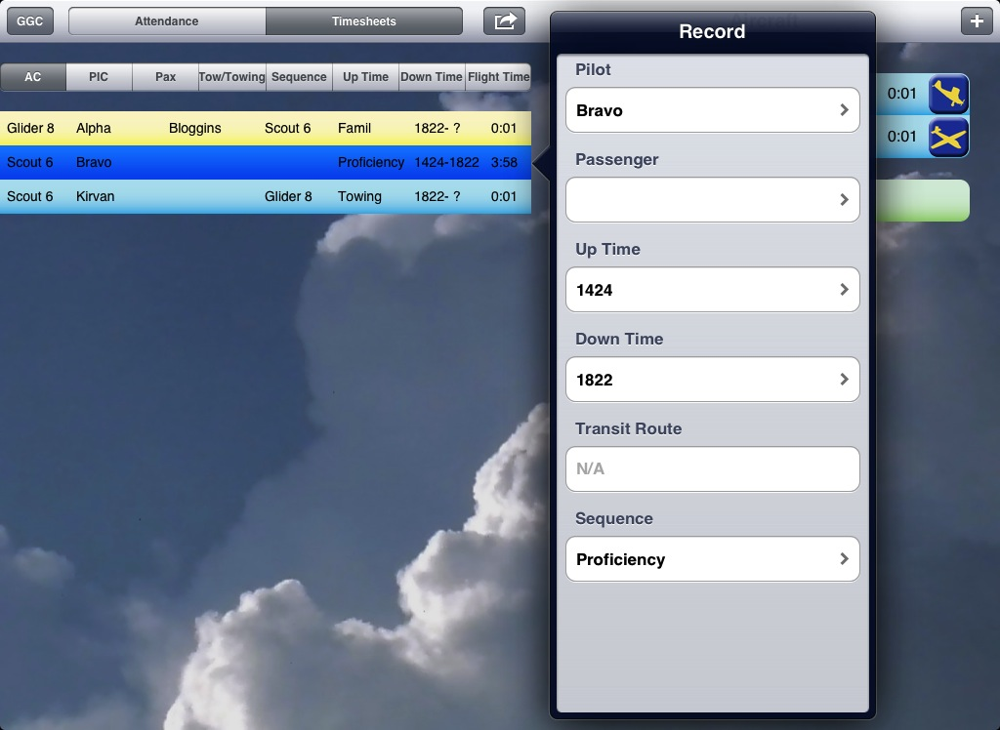 GGC Attendance Timesheets Aircraft +
AC PIC Pax Tow/Towing Sequence Up Time Down Time Flight Time
Glider 8 Alpha Bloggins Scout 6 Famil 1822- ? 0:01
Scout 6 Bravo Proficiency 1424-1822 3:58
Scout 6 Kirvan Glider 8 Towing 1822- ? 0:01
Record
Pilot
Bravo
Passenger
Up Time
1424
Down Time
1822
Transit Route
N/A
Sequence
Proficiency
0:01
0:01